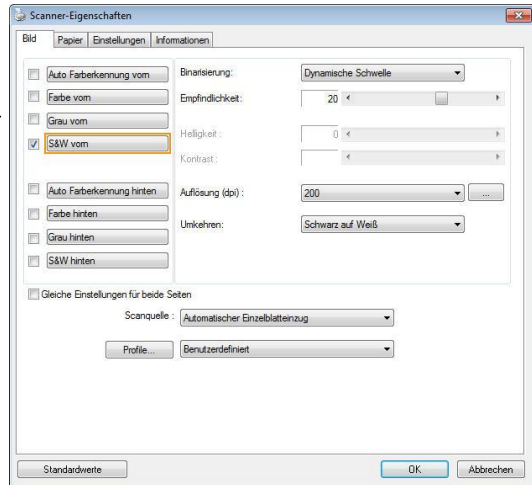 Scanner-Eigenschaften
Bild Papier Einstellungen Informationen
Auto Farberkennung vorn
Farbe vorn
Grau vorn
S&W vorn
Auto Farberkennung hinten
Farbe hinten
Grau hinten
S&W hinten
Binarisierung: Dynamische Schwelle
Empfindlichkeit: 20
Helligkeit : 0
Kontrast :
Auflösung (dpi) : 200 ...
Umkehren: Schwarz auf Weiß
Gleiche Einstellungen für beide Seiten
Scanquelle : Automatischer Einzelblatteinzug
Profile... Benutzerdefiniert
Standardwerte OK Abbrechen